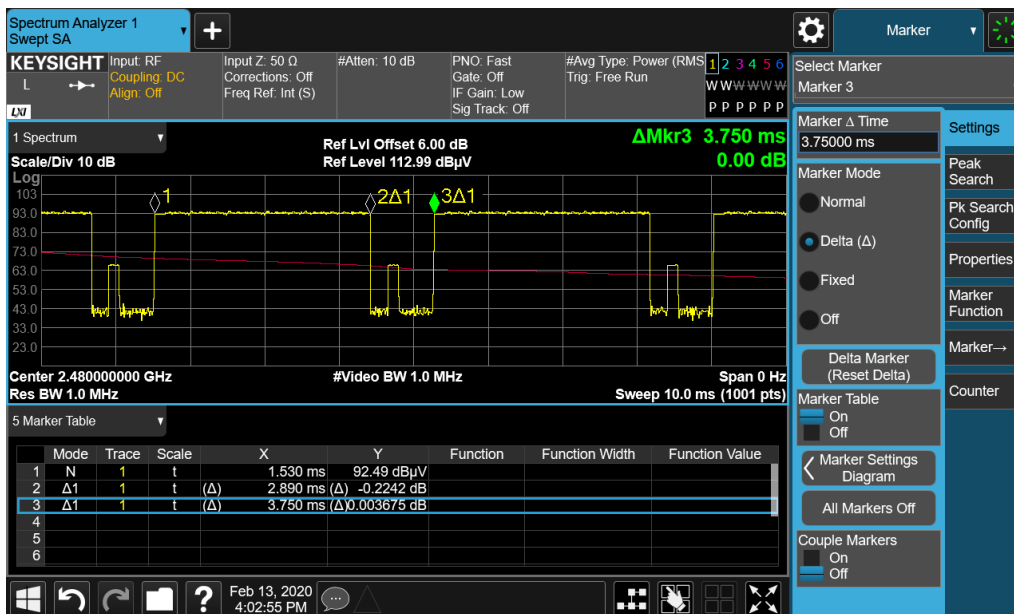 Spectrum Analyzer 1
Swept SA
Marker
KEYSIGHT
L
LXI
Input: RF
Coupling: DC
Align: Off
Input Z: 50 Ω
Corrections: Off
Freq Ref: Int (S)
#Atten: 10 dB
PNO: Fast
Gate: Off
IF Gain: Low
Sig Track: Off
#Avg Type: Power (RMS
Trig: Free Run
1 2 3 4 5 6
W W W W W W
P P P P P P
Select Marker
Marker 3
1 Spectrum
Scale/Div 10 dB
Ref Lvl Offset 6.00 dB
Ref Level 112.99 dBµV
ΔMkr3 3.750 ms
0.00 dB
Log
103
93.0
83.0
73.0
63.0
53.0
43.0
33.0
23.0
1
2Δ1
3Δ1
Center 2.480000000 GHz
#Video BW 1.0 MHz
Span 0 Hz
Res BW 1.0 MHz
Sweep 10.0 ms (1001 pts)
5 Marker Table
Mode Trace Scale X Y Function Function Width Function Value
1 N 1 t 1.530 ms 92.49 dBµV
2 Δ1 1 t (Δ) 2.890 ms (Δ) -0.2242 dB
3 Δ1 1 t (Δ) 3.750 ms (Δ)0.003675 dB
4
5
6
Marker Δ Time
3.75000 ms
Marker Mode
Normal
Delta (Δ)
Fixed
Off
Delta Marker
(Reset Delta)
Marker Table
On
Off
Marker Settings
Diagram
All Markers Off
Couple Markers
On
Off
Settings
Peak
Search
Pk Search
Config
Properties
Marker
Function
Marker→
Counter
?
Feb 13, 2020
4:02:55 PM